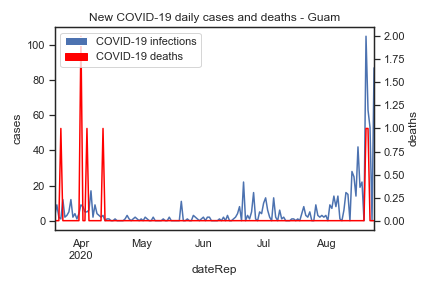 New COVID-19 daily cases and deaths - Guam
COVID-19 infections
COVID-19 deaths
cases
100
80
60
40
20
0
2.00
1.75
1.50
1.25
1.00
0.75
0.50
0.25
0.00
deaths
Apr May Jun Jul Aug
2020
dateRep